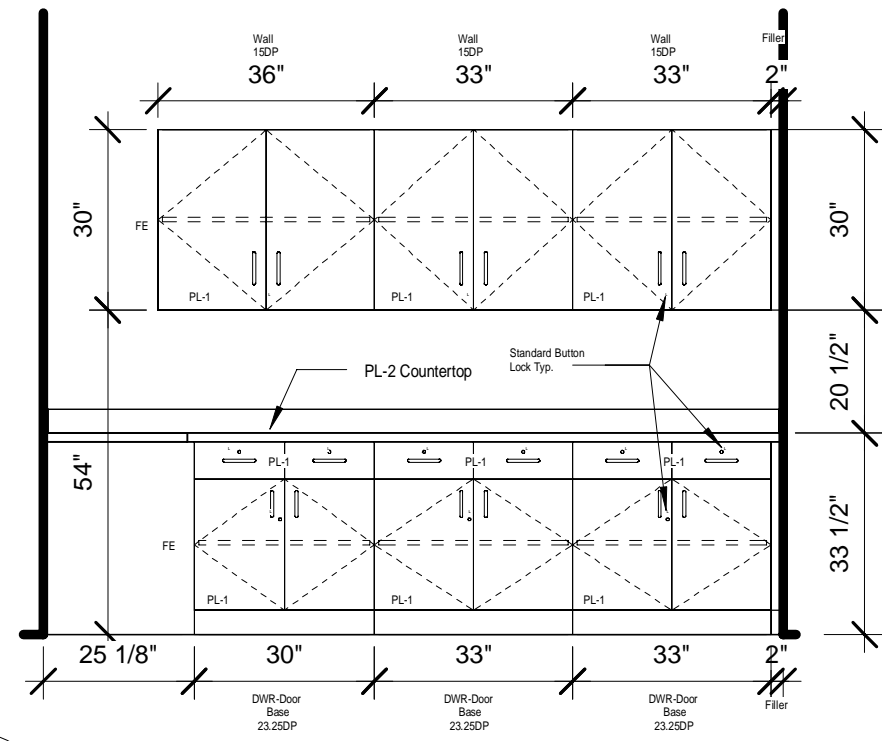 Wall
15DP
36"
Wall
15DP
33"
Wall
15DP
33"
Filler
2"
30"
FE
30"
PL-1
PL-1
PL-1
PL-2 Countertop
Standard Button
Lock Typ.
20 1/2"
54"
PL-1
PL-1
PL-1
FE
33 1/2"
PL-1
PL-1
PL-1
25 1/8"
30"
33"
33"
2"
DWR-Door
Base
23.25DP
DWR-Door
Base
23.25DP
DWR-Door
Base
23.25DP
Filler